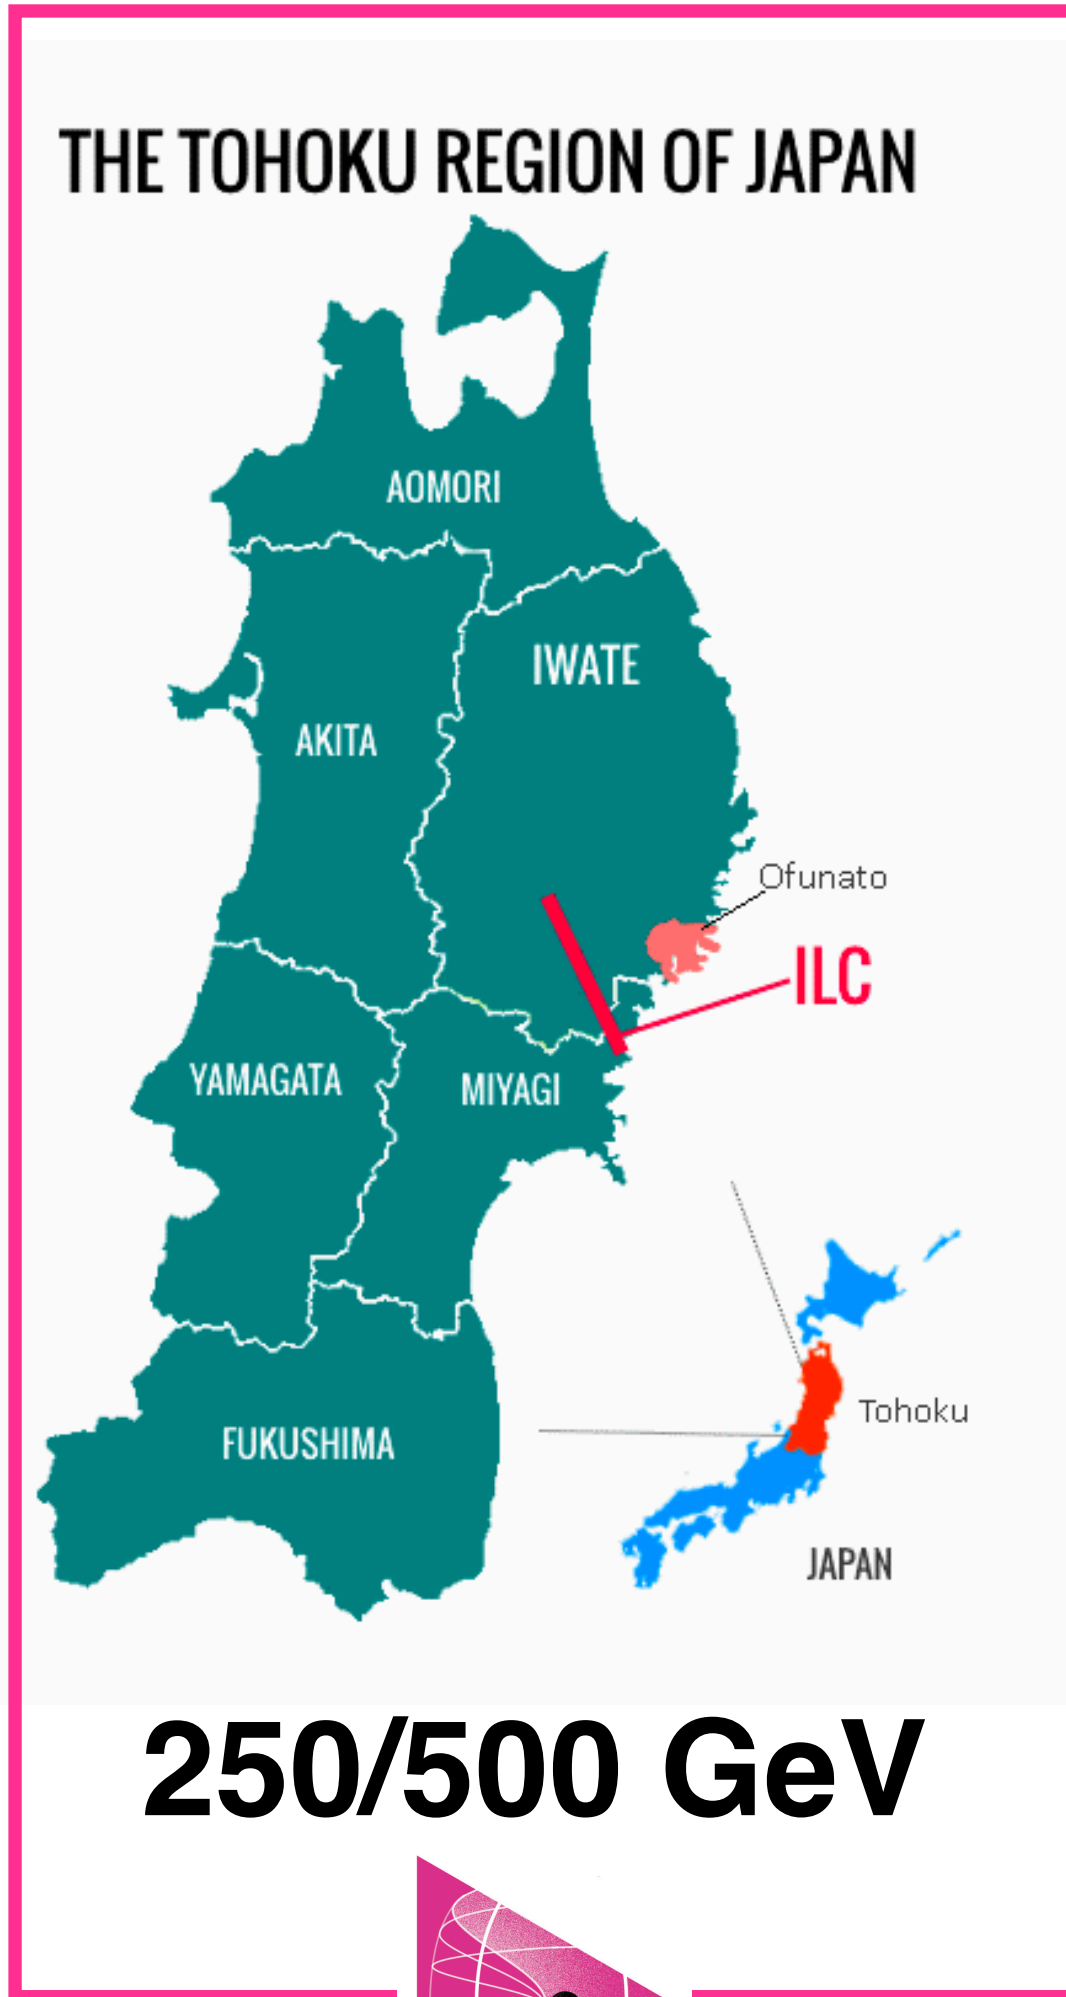 THE TOHOKU REGION OF JAPAN
AOMORI
IWATE
AKITA
Ofunato
ILC
YAMAGATA
MIYAGI
Tohoku
FUKUSHIMA
JAPAN
250/500 GeV